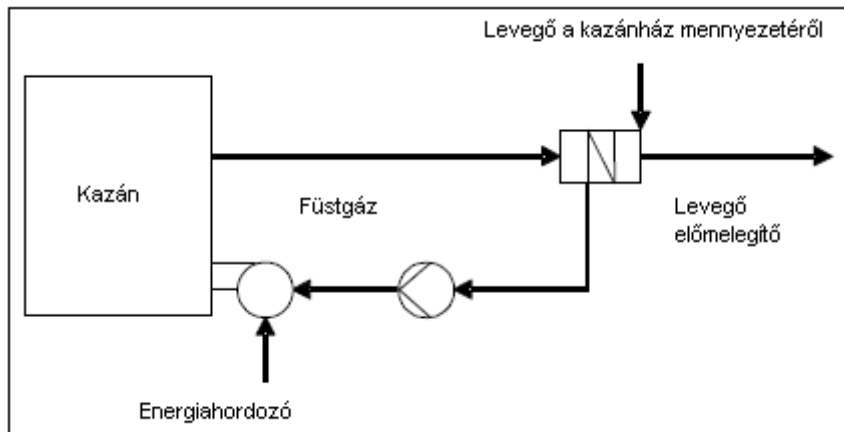 Levegő a kazánház mennyezetéről
Kazán
Füstgáz
Levegő
előmelegítő
Energiahordozó